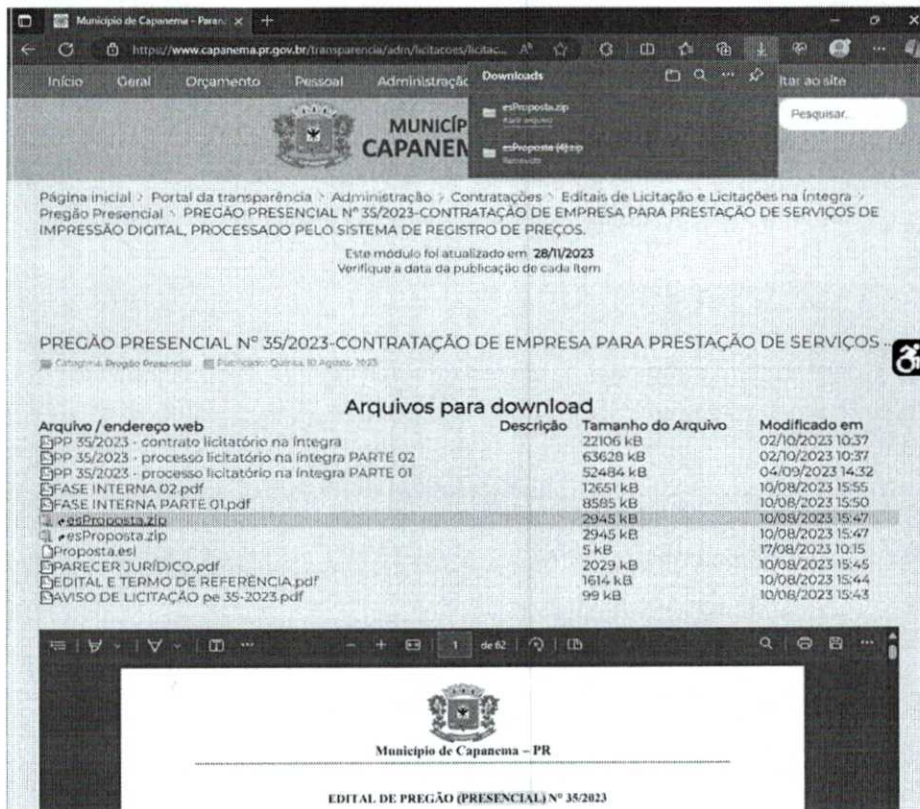 Município de Capanema - Paran
https://www.capanema.pr.gov.br/transparencia/adm/licitacoes/licitac...
Início Geral Orçamento Pessoal Administração ltar ao site
Downloads
esProposta.zip
Abrir arquivo
esProposta (4).zip
Removido
Pesquisar...
MUNICÍP
CAPANEM
Página inicial > Portal da transparência > Administração > Contratações > Editais de Licitação e Licitações na Íntegra >
Pregão Presencial > PREGÃO PRESENCIAL Nº 35/2023-CONTRATAÇÃO DE EMPRESA PARA PRESTAÇÃO DE SERVIÇOS DE
IMPRESSÃO DIGITAL, PROCESSADO PELO SISTEMA DE REGISTRO DE PREÇOS.
Este módulo foi atualizado em 28/11/2023
Verifique a data da publicação de cada item
PREGÃO PRESENCIAL Nº 35/2023-CONTRATAÇÃO DE EMPRESA PARA PRESTAÇÃO DE SERVIÇOS ...
Categoria: Pregão Presencial Publicado: Quinta, 10 Agosto 2023
Arquivos para download
Arquivo / endereço web Descrição Tamanho do Arquivo Modificado em
PP 35/2023 - contrato licitatório na íntegra 22106 kB 02/10/2023 10:37
PP 35/2023 - processo licitatório na íntegra PARTE 02 63628 kB 02/10/2023 10:37
PP 35/2023 - processo licitatório na íntegra PARTE 01 52484 kB 04/09/2023 14:32
FASE INTERNA 02.pdf 12651 kB 10/08/2023 15:55
FASE INTERNA PARTE 01.pdf 8585 kB 10/08/2023 15:50
esProposta.zip 2945 kB 10/08/2023 15:47
esProposta.zip 2945 kB 10/08/2023 15:47
Proposta.esl 5 kB 17/08/2023 10:15
PARECER JURÍDICO.pdf 2029 kB 10/08/2023 15:45
EDITAL E TERMO DE REFERÊNCIA.pdf 1614 kB 10/08/2023 15:44
AVISO DE LICITAÇÃO pe 35-2023.pdf 99 kB 10/08/2023 15:43
1 de 62
Município de Capanema – PR
EDITAL DE PREGÃO (PRESENCIAL) Nº 35/2023